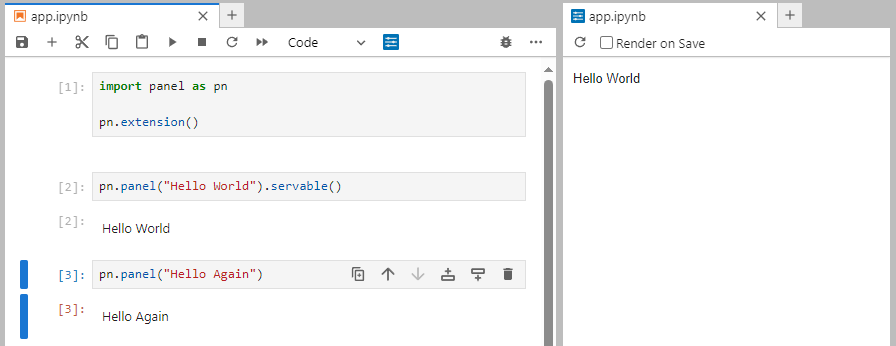 app.ipynb
Code
[1]:
import panel as pn
pn.extension()
[2]:
pn.panel("Hello World").servable()
[2]:
Hello World
[3]:
pn.panel("Hello Again")
[3]:
Hello Again
app.ipynb
Render on Save
Hello World